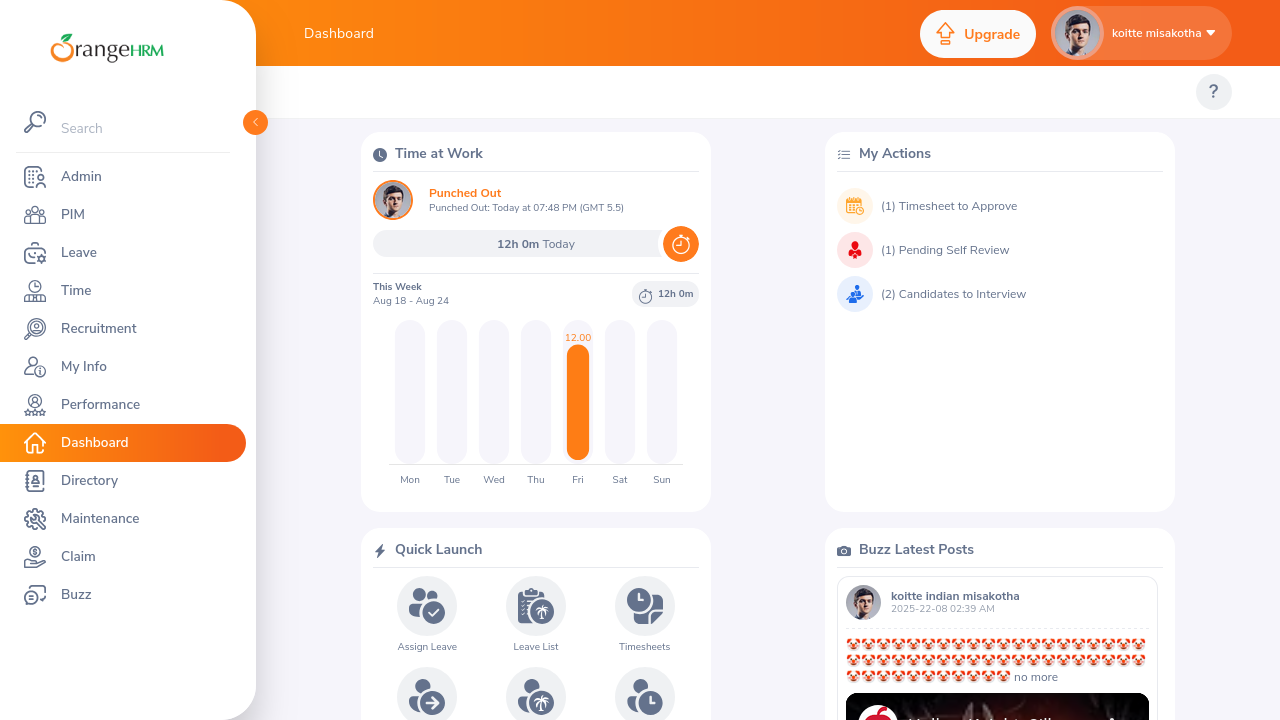 OrangeHRM
Dashboard
Upgrade
koitte misakotha
Search
?
Admin
PIM
Leave
Time
Recruitment
My Info
Performance
Dashboard
Directory
Maintenance
Claim
Buzz
Time at Work
Punched Out
Punched Out: Today at 07:48 PM (GMT 5.5)
12h 0m Today
This Week
Aug 18 - Aug 24
12h 0m
12.00
Mon Tue Wed Thu Fri Sat Sun
My Actions
(1) Timesheet to Approve
(1) Pending Self Review
(2) Candidates to Interview
Quick Launch
Assign Leave
Leave List
Timesheets
Buzz Latest Posts
koitte indian misakotha
2025-22-08 02:39 AM
no more